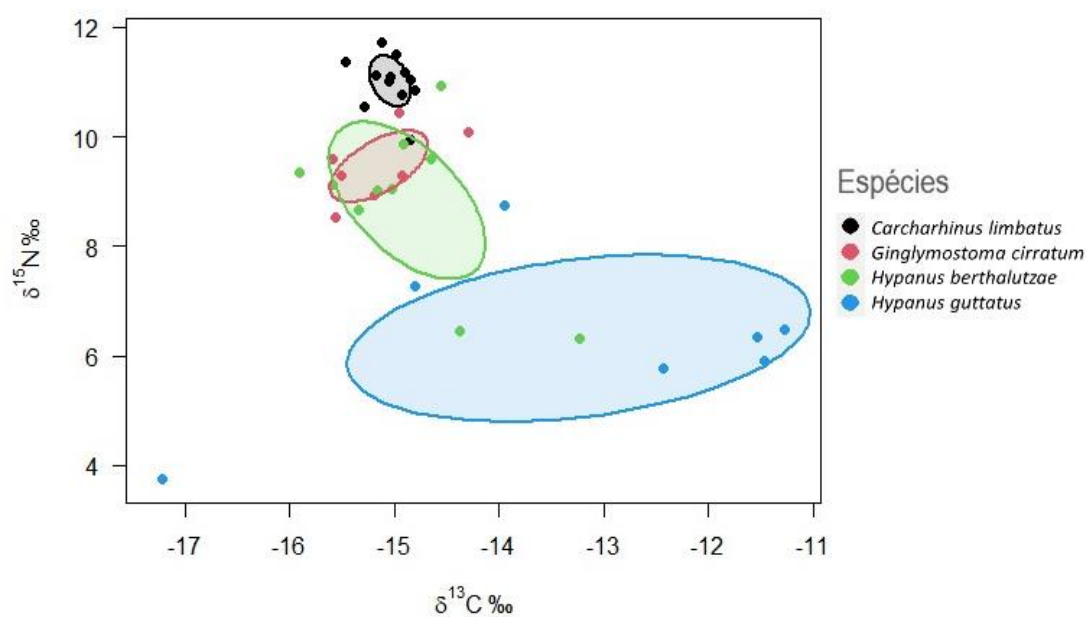 12
10
8
6
4
δ15N ‰
-17 -16 -15 -14 -13 -12 -11
δ13C ‰
Espécies
Carcharhinus limbatus
Ginglymostoma cirratum
Hypanus berthalutzae
Hypanus guttatus